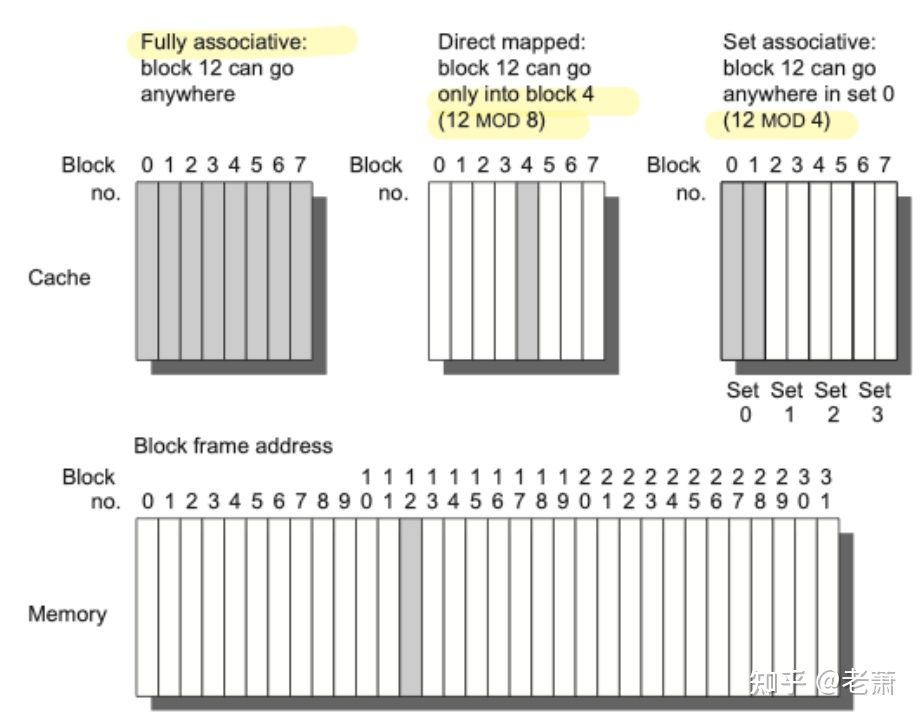 Fully associative:
block 12 can go
anywhere
Direct mapped:
block 12 can go
only into block 4
(12 MOD 8)
Set associative:
block 12 can go
anywhere in set 0
(12 MOD 4)
Block no. 0 1 2 3 4 5 6 7
Block no. 0 1 2 3 4 5 6 7
Block no. 0 1 2 3 4 5 6 7
Cache
Set 0 Set 1 Set 2 Set 3
Block frame address
Block no. 0 1 2 3 4 5 6 7 8 9 10 11 12 13 14 15 16 17 18 19 20 21 22 23 24 25 26 27 28 29 30 31
Memory
知乎 @老萧